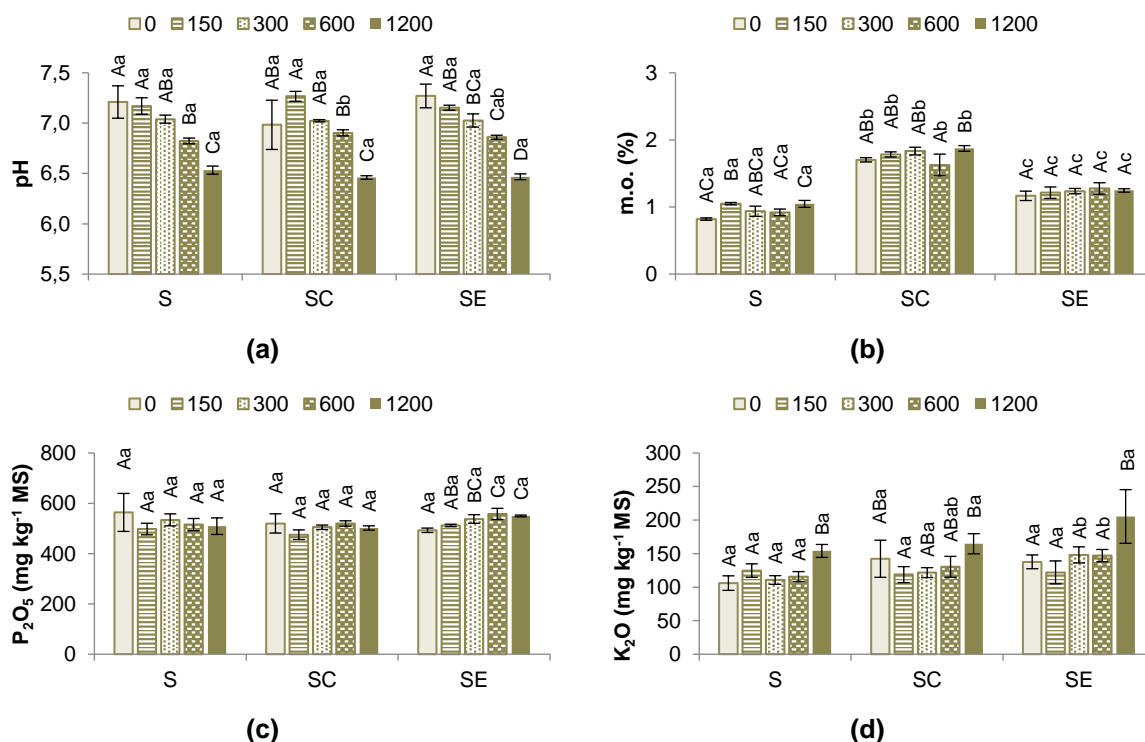 0 150 300 600 1200
pH
7,5
7,0
6,5
6,0
5,5
Aa Aa ABa Ba Ca
ABa Aa ABa Bb Ca
Aa ABa BCa Cab Da
S SC SE
(a)
0 150 300 600 1200
m.o. (%)
3
2
1
0
ACa Ba ABCa ACa Ca
ABb ABb ABb Ab Bb
Ac Ac Ac Ac Ac
S SC SE
(b)
0 150 300 600 1200
P₂O₅ (mg kg⁻¹ MS)
800
600
400
200
0
Aa Aa Aa Aa Aa
Aa Aa Aa Aa Aa
Aa ABa BCa Ca Ca
S SC SE
(c)
0 150 300 600 1200
K₂O (mg kg⁻¹ MS)
300
250
200
150
100
50
0
Aa Aa Aa Aa Ba
ABa Aa ABa ABab Ba
Aa Aa Ab Ab Ba
S SC SE
(d)